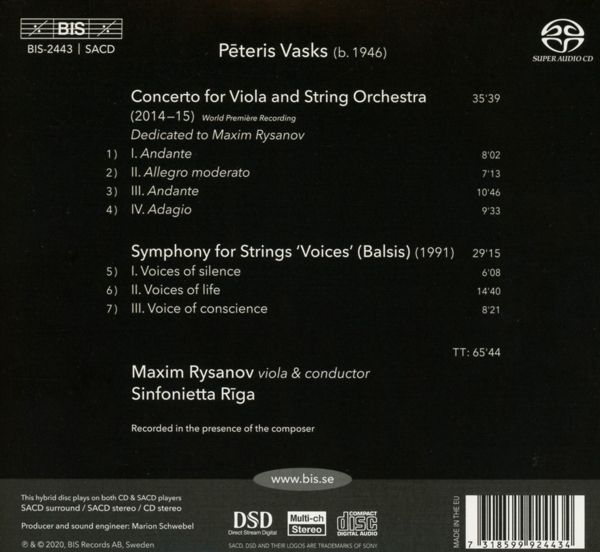 BIS
BIS-2443 | SACD
Pēteris Vasks (b. 1946)
SUPER AUDIO CD
Concerto for Viola and String Orchestra 35'39
(2014–15) World Première Recording
Dedicated to Maxim Rysanov
1) I. Andante 8'02
2) II. Allegro moderato 7'13
3) III. Andante 10'46
4) IV. Adagio 9'33
Symphony for Strings ‘Voices’ (Balsis) (1991) 29'15
5) I. Voices of silence 6'08
6) II. Voices of life 14'40
7) III. Voice of conscience 8'21
TT: 65'44
Maxim Rysanov viola & conductor
Sinfonietta Rīga
Recorded in the presence of the composer
www.bis.se
This hybrid disc plays on both CD & SACD players
SACD surround / SACD stereo / CD stereo
Producer and sound engineer: Marion Schwebel
℗ & © 2020, BIS Records AB, Sweden
DSD
Direct Stream Digital
Multi-ch
Stereo
COMPACT
disc
DIGITAL AUDIO
SACD, DSD AND THEIR LOGOS ARE TRADEMARKS OF SONY
MADE IN THE EU
7 318599 924434